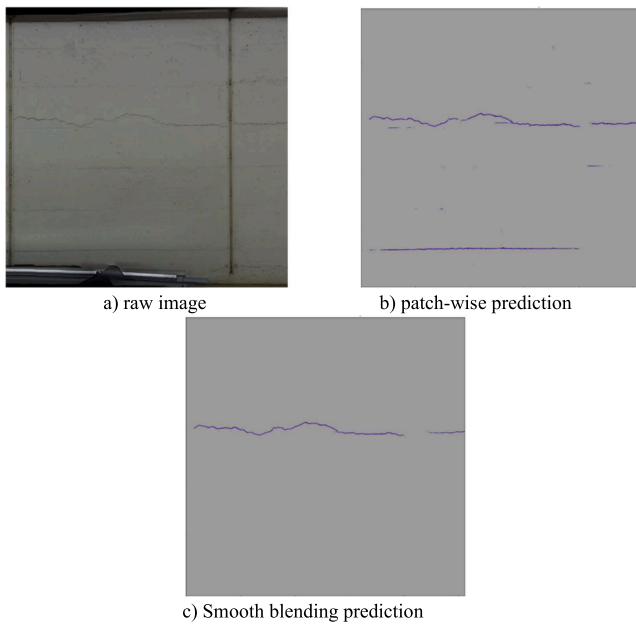 a) raw image
b) patch-wise prediction
c) Smooth blending prediction